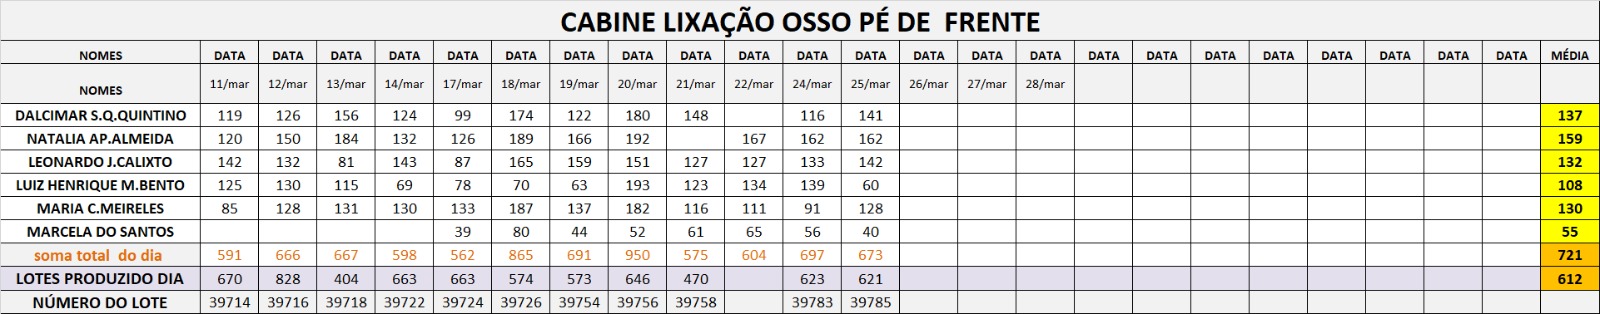 CABINE LIXAÇÃO OSSO PÉ DE  FRENTE
NOMES DATA DATA DATA DATA DATA DATA DATA DATA DATA DATA DATA DATA DATA DATA DATA DATA DATA DATA DATA DATA DATA DATA DATA MÉDIA
NOMES 11/mar 12/mar 13/mar 14/mar 17/mar 18/mar 19/mar 20/mar 21/mar 22/mar 24/mar 25/mar 26/mar 27/mar 28/mar
DALCIMAR S.Q.QUINTINO 119 126 156 124 99 174 122 180 148 116 141 137
NATALIA AP.ALMEIDA 120 150 184 132 126 189 166 192 167 162 162 159
LEONARDO J.CALIXTO 142 132 81 143 87 165 159 151 127 127 133 142 132
LUIZ HENRIQUE M.BENTO 125 130 115 69 78 70 63 193 123 134 139 60 108
MARIA C.MEIRELES 85 128 131 130 133 187 137 182 116 111 91 128 130
MARCELA DO SANTOS 39 80 44 52 61 65 56 40 55
soma total  do dia 591 666 667 598 562 865 691 950 575 604 697 673 721
LOTES PRODUZIDO DIA 670 828 404 663 663 574 573 646 470 623 621 612
NÚMERO DO LOTE 39714 39716 39718 39722 39724 39726 39754 39756 39758 39783 39785